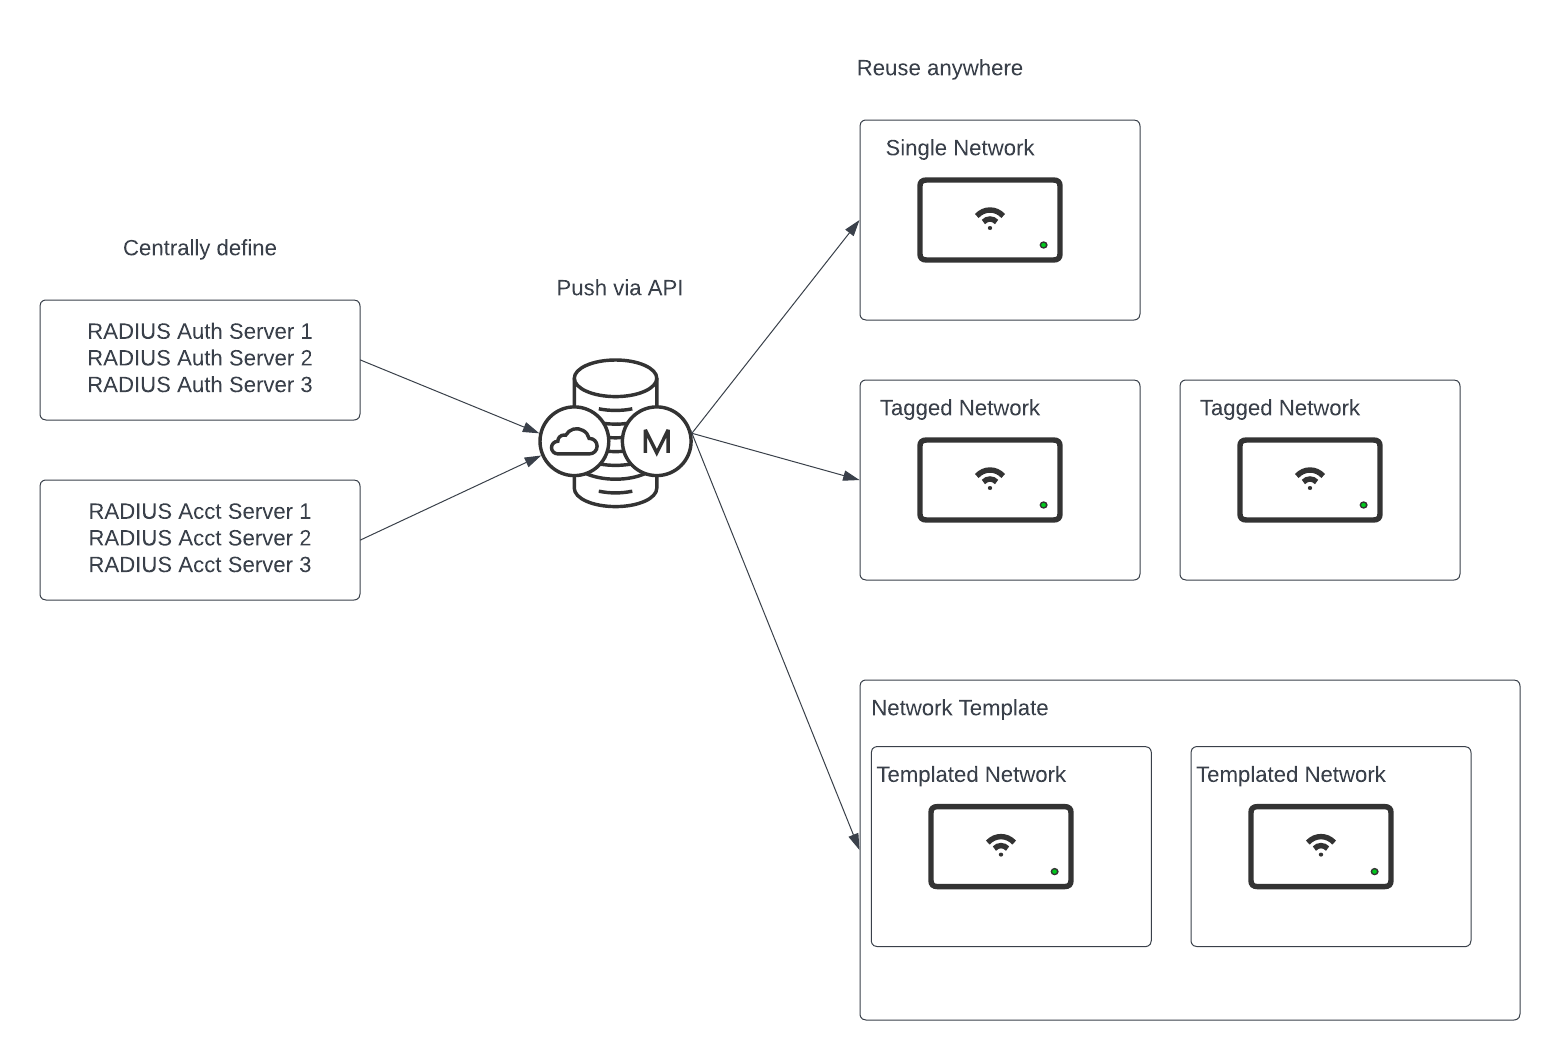 Reuse anywhere
Single Network
Centrally define
RADIUS Auth Server 1
RADIUS Auth Server 2
RADIUS Auth Server 3
Push via API
M
RADIUS Acct Server 1
RADIUS Acct Server 2
RADIUS Acct Server 3
Tagged Network
Tagged Network
Network Template
Templated Network
Templated Network